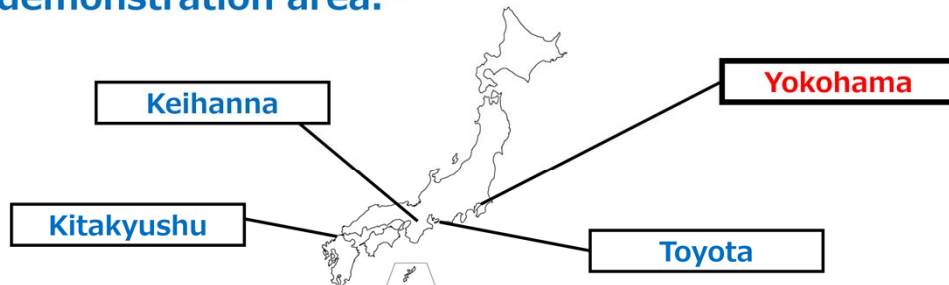 demonstration area.
Yokohama
Keihanna
Kitakyushu
Toyota